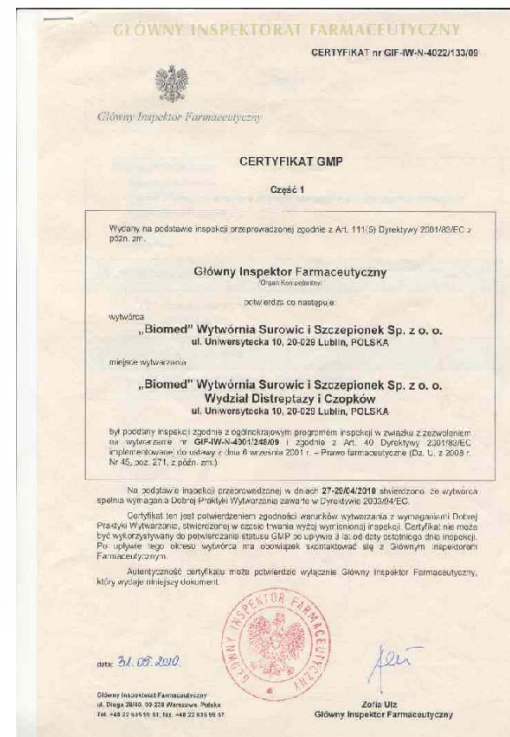 GŁÓWNY INSPEKTORAT FARMACEUTYCZNY
CERTYFIKAT nr GIF-IW-N-4022/133/09
Główny Inspektor Farmaceutyczny
CERTYFIKAT GMP
Część 1
Wydany na podstawie inspekcji przeprowadzonej zgodnie z Art. 111(5) Dyrektywy 2001/83/EC z
późn. zm.
Główny Inspektor Farmaceutyczny
/Organ Kompetentny/
potwierdza co następuje:
wytwórca
„Biomed" Wytwórnia Surowic i Szczepionek Sp. z o. o.
ul. Uniwersytecka 10, 20-029 Lublin, POLSKA
miejsce wytwarzania
„Biomed" Wytwórnia Surowic i Szczepionek Sp. z o. o.
Wydział Distreptazy i Czopków
ul. Uniwersytecka 10, 20-029 Lublin, POLSKA
był poddany inspekcji zgodnie z ogólnokrajowym programem inspekcji w związku z zezwoleniem
na wytwarzanie nr GIF-IW-N-4001/248/09 i zgodnie z Art. 40 Dyrektywy 2001/83/EC
implementowane do ustawy z dnia 6 września 2001 r. – Prawo farmaceutyczne (Dz. U. z 2008 r.
Nr 45, poz. 271, z późn. zm.)
Na podstawie inspekcji przeprowadzonej w dniach 27-29/04/2010 stwierdzono, że wytwórca
spełnia wymagania Dobrej Praktyki Wytwarzania zawarte w Dyrektywie 2003/94/EC.
Certyfikat ten jest potwierdzeniem zgodności warunków wytwarzania z wymaganiami Dobrej
Praktyki Wytwarzania, stwierdzonej w czasie trwania wyżej wymienionej inspekcji. Certyfikat nie może
być wykorzystywany do potwierdzania statusu GMP po upływie 3 lat od daty ostatniego dnia inspekcji.
Po upływie tego okresu wytwórca ma obowiązek skontaktować się z Głównym Inspektorem
Farmaceutycznym.
Autentyczność certyfikatu może potwierdzić wyłącznie Główny Inspektor Farmaceutyczny,
który wydaje niniejszy dokument.
GŁÓWNY INSPEKTOR FARMACEUTYCZNY
data: 31.05.2010.
Główny Inspektorat Farmaceutyczny
ul. Długa 38/40, 00-238 Warszawa, Polska
Zofia Ulz
Główny Inspektor Farmaceutyczny